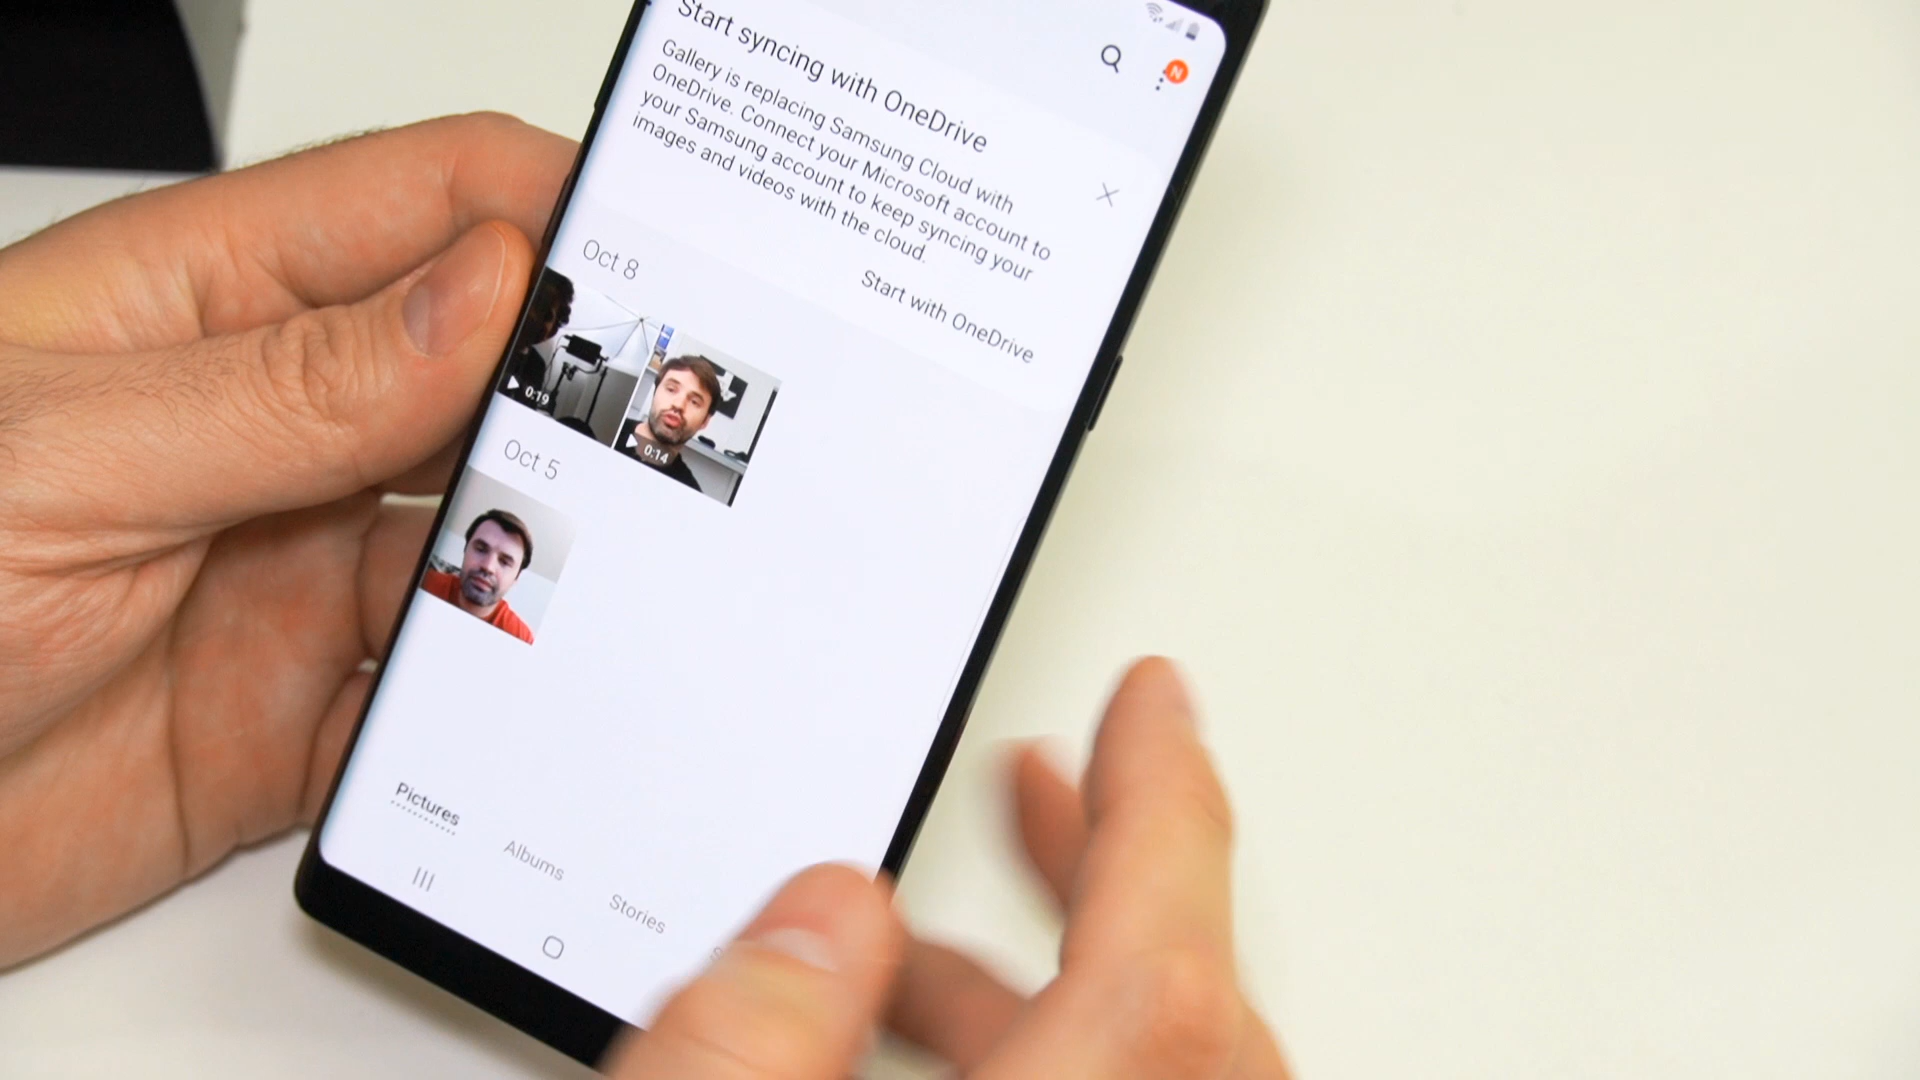 Start syncing with OneDrive
N
Gallery is replacing Samsung Cloud with
OneDrive. Connect your Microsoft account to
your Samsung account to keep syncing your
images and videos with the cloud.
Start with OneDrive
Oct 8
0:19
0:14
Oct 5
Pictures
Albums
Stories